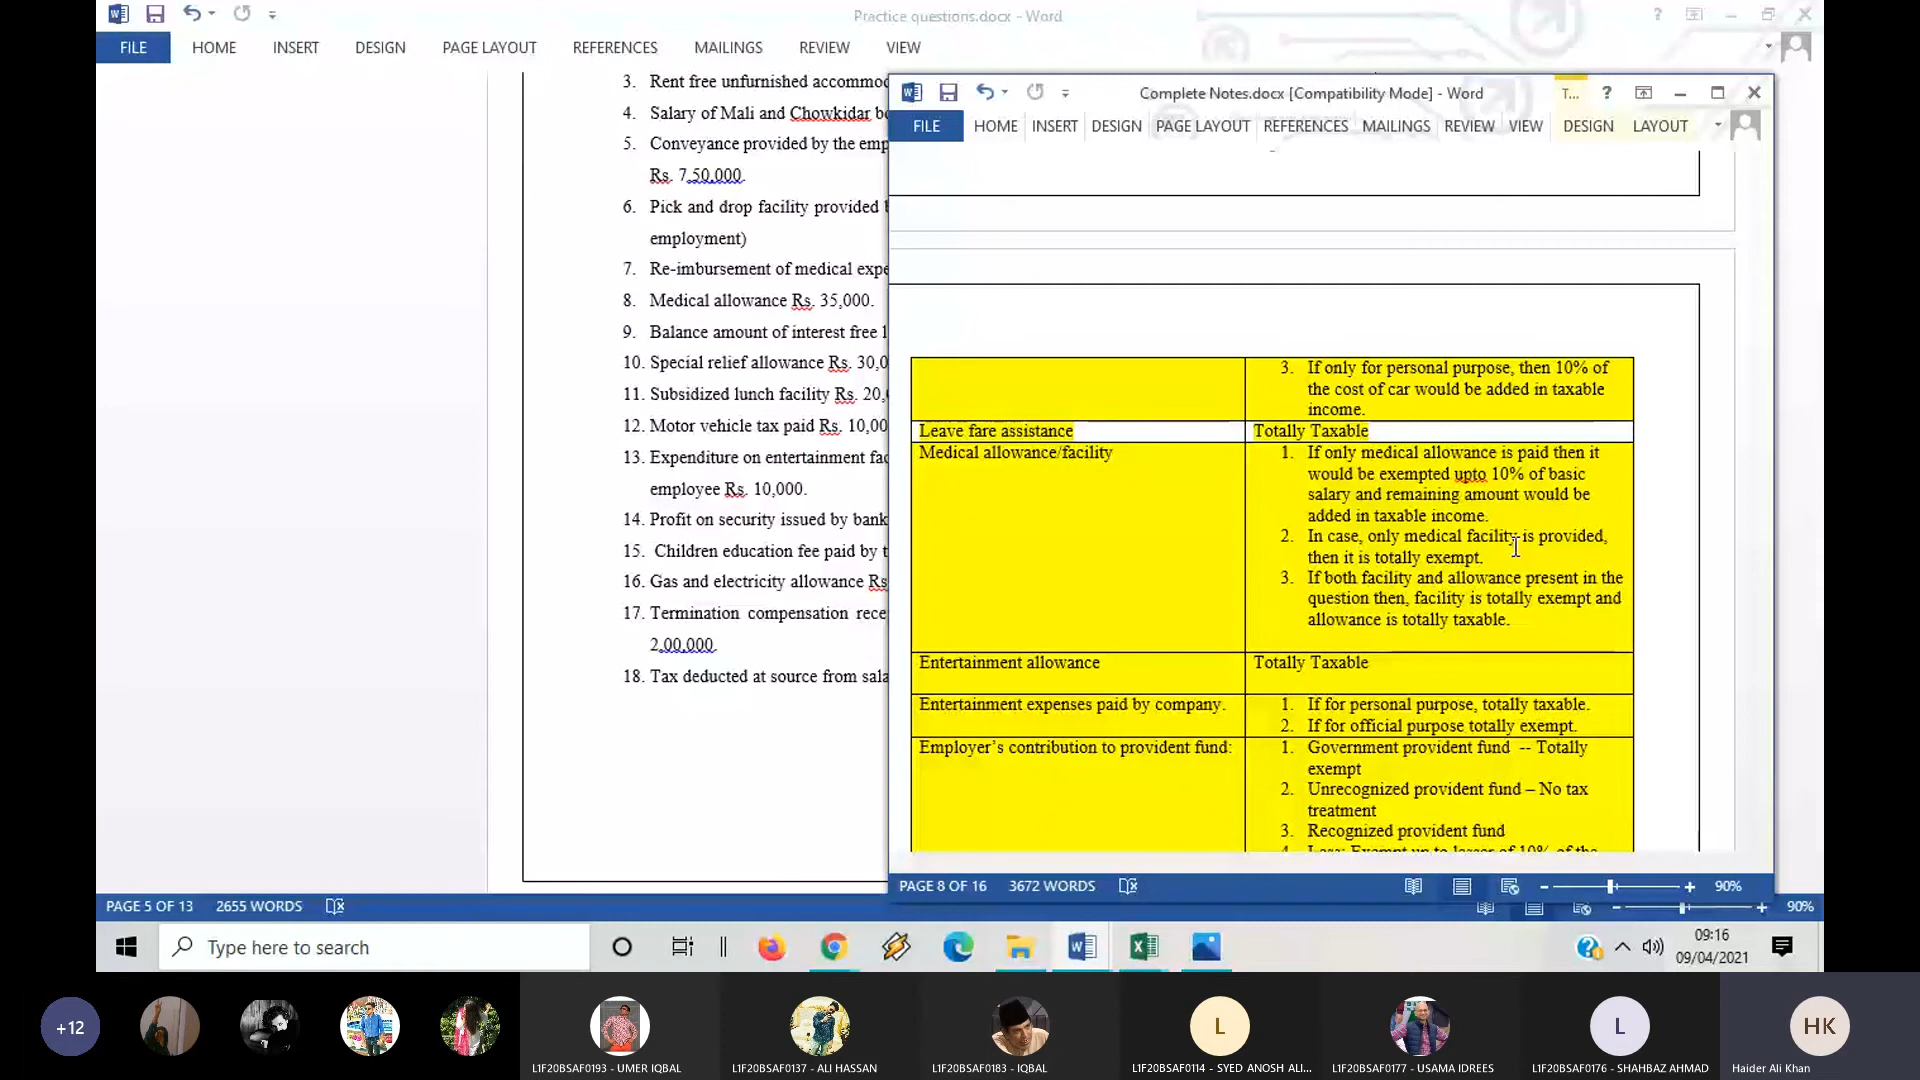 Practice questions.docx - Word
FILE HOME INSERT DESIGN PAGE LAYOUT REFERENCES MAILINGS REVIEW VIEW
3. Rent free unfurnished accommod
4. Salary of Mali and Chowkidar bo
5. Conveyance provided by the emp
Rs. 7,50,000.
6. Pick and drop facility provided b
employment)
7. Re-imbursement of medical expe
8. Medical allowance Rs. 35,000.
9. Balance amount of interest free l
10. Special relief allowance Rs. 30,0
11. Subsidized lunch facility Rs. 20,
12. Motor vehicle tax paid Rs. 10,00
13. Expenditure on entertainment fac
employee Rs. 10,000.
14. Profit on security issued by bank
15. Children education fee paid by t
16. Gas and electricity allowance Rs
17. Termination compensation rece
2,00,000.
18. Tax deducted at source from sala
PAGE 5 OF 13 2655 WORDS
90%
Complete Notes.docx [Compatibility Mode] - Word
T... ?
FILE HOME INSERT DESIGN PAGE LAYOUT REFERENCES MAILINGS REVIEW VIEW DESIGN LAYOUT
3. If only for personal purpose, then 10% of
the cost of car would be added in taxable
income.
Leave fare assistance
Totally Taxable
Medical allowance/facility
1. If only medical allowance is paid then it
would be exempted upto 10% of basic
salary and remaining amount would be
added in taxable income.
2. In case, only medical facility is provided,
then it is totally exempt.
3. If both facility and allowance present in the
question then, facility is totally exempt and
allowance is totally taxable.
Entertainment allowance
Totally Taxable
Entertainment expenses paid by company.
1. If for personal purpose, totally taxable.
2. If for official purpose totally exempt.
Employer's contribution to provident fund:
1. Government provident fund -- Totally
exempt
2. Unrecognized provident fund – No tax
treatment
3. Recognized provident fund
4. Less: Exempt up to lesser of 10% of the
PAGE 8 OF 16 3672 WORDS
90%
Type here to search
09:16
09/04/2021
+12
L1F20BSAF0193 - UMER IQBAL
L1F20BSAF0137 - ALI HASSAN
L1F20BSAF0183 - IQBAL
L
L1F20BSAF0114 - SYED ANOSH ALI...
L1F20BSAF0177 - USAMA IDREES
L
L1F20BSAF0176 - SHAHBAZ AHMAD
HK
Haider Ali Khan